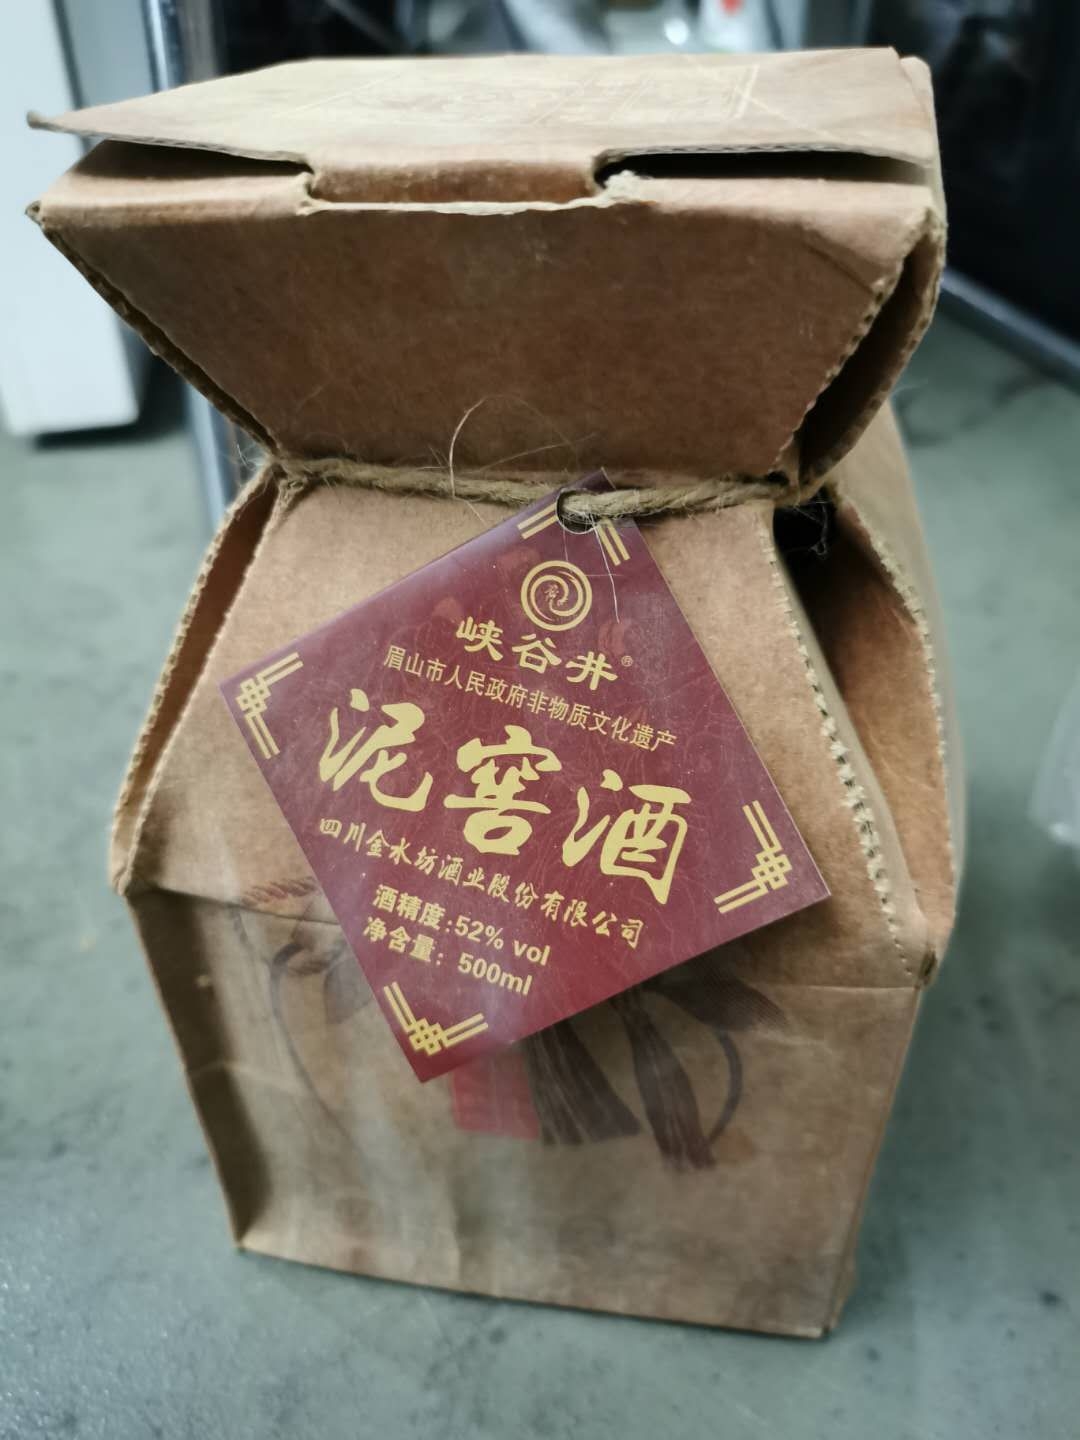 峡谷井®
眉山市人民政府非物质文化遗产
泥窖酒
四川金水坊酒业股份有限公司
酒精度:52% vol
净含量: 500ml